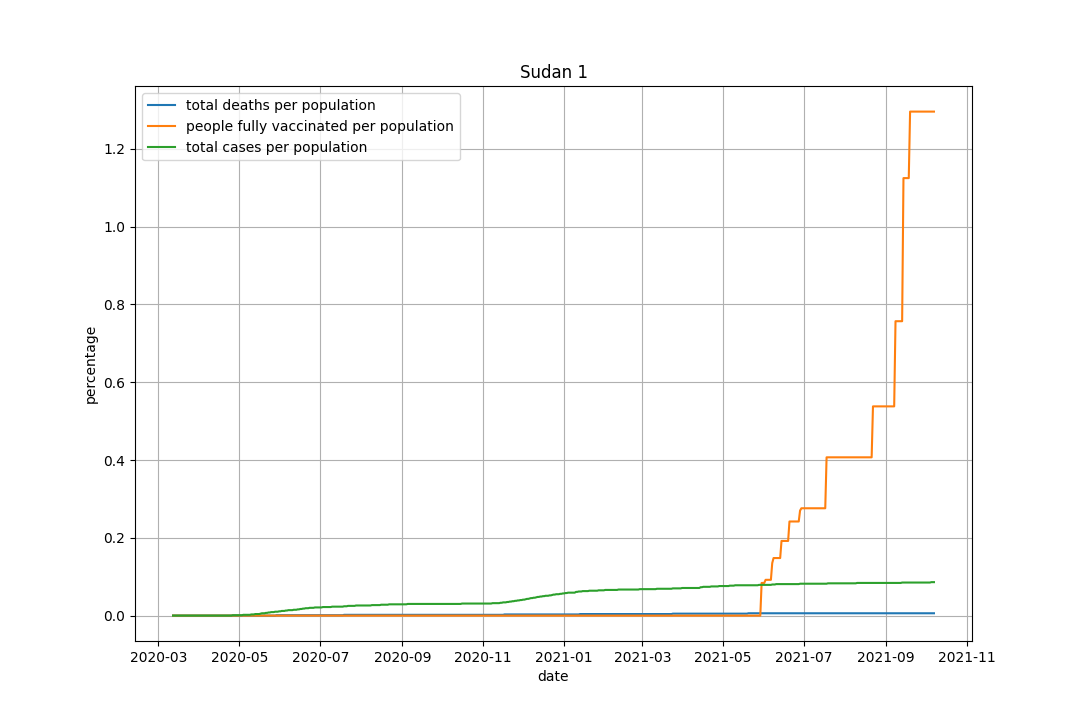 Sudan 1
total deaths per population
people fully vaccinated per population
total cases per population
percentage
1.2
1.0
0.8
0.6
0.4
0.2
0.0
2020-03 2020-05 2020-07 2020-09 2020-11 2021-01 2021-03 2021-05 2021-07 2021-09 2021-11
date